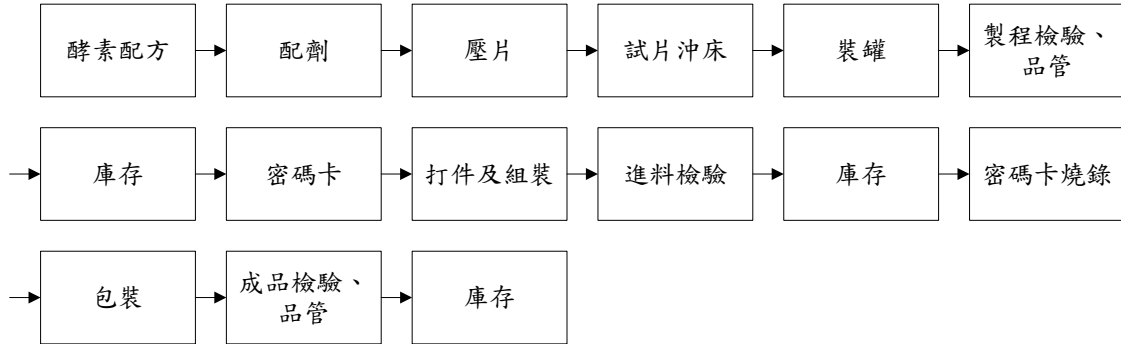 酵素配方
配劑
壓片
試片沖床
裝罐
製程檢驗、
品管
庫存
密碼卡
打件及組裝
進料檢驗
庫存
密碼卡燒錄
包裝
成品檢驗、
品管
庫存